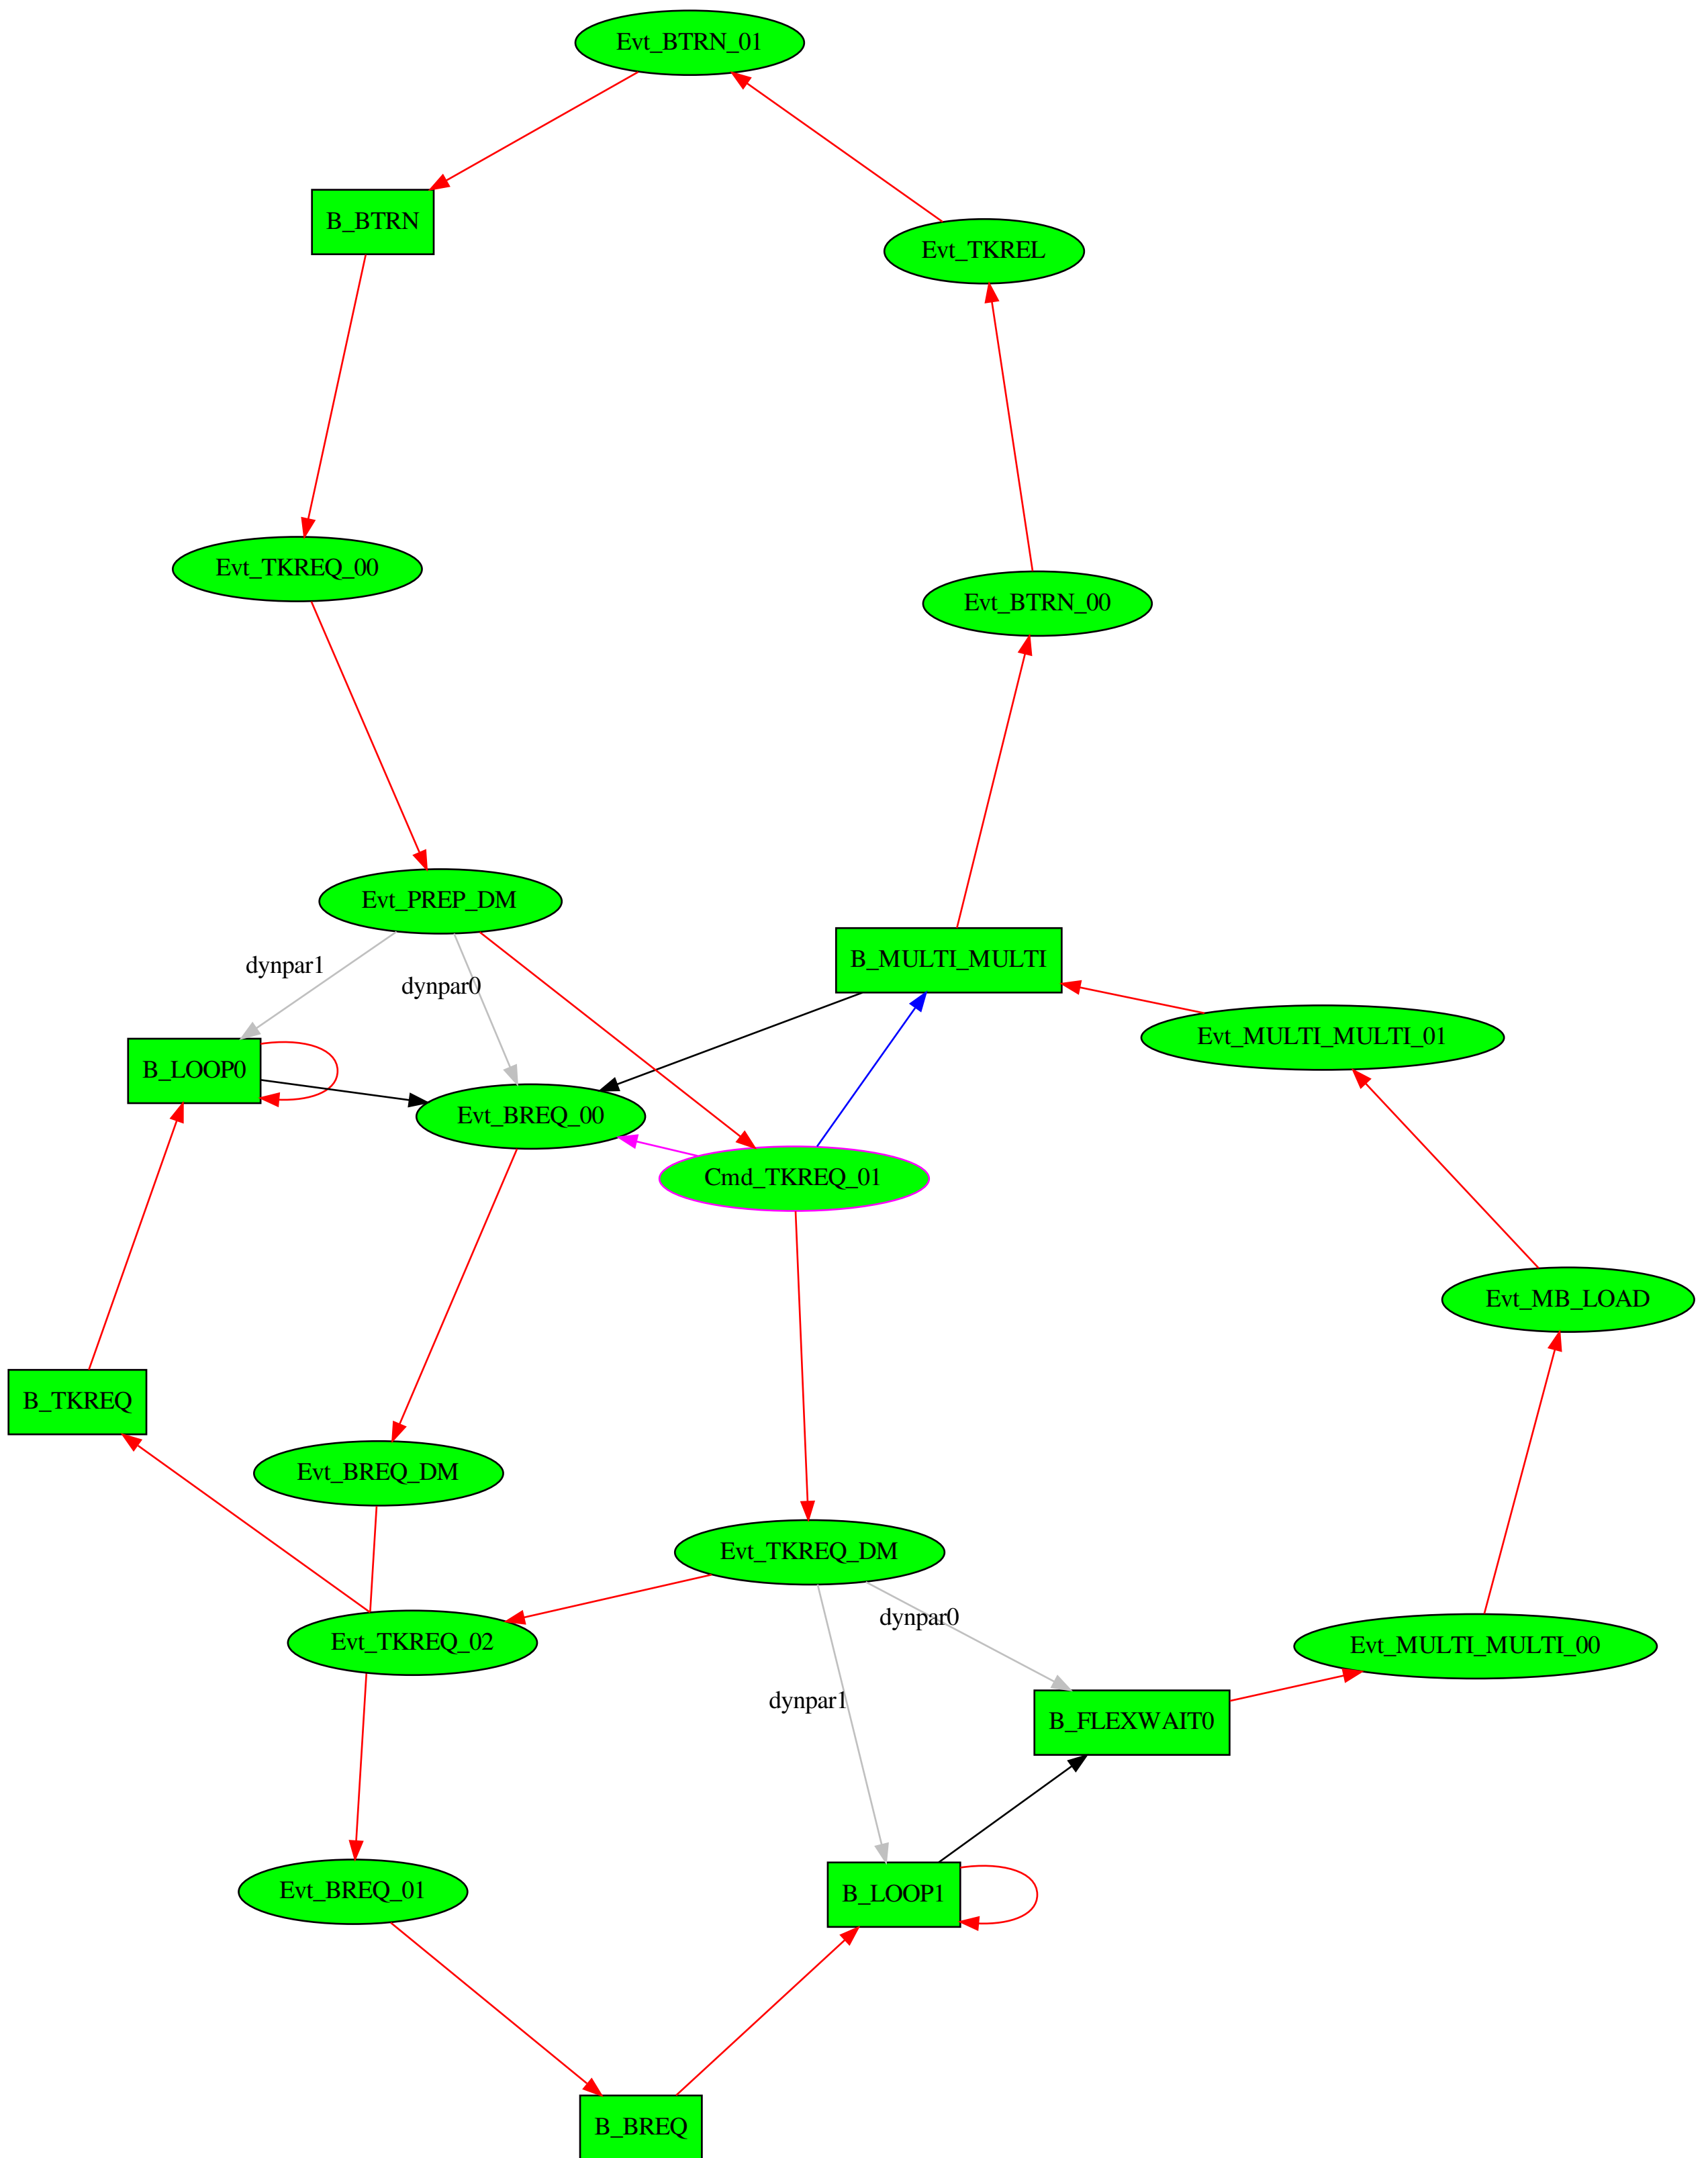 Evt_BTRN_01
B_BTRN
Evt_TKREL
Evt_TKREQ_00
Evt_BTRN_00
Evt_PREP_DM
B_MULTI_MULTI
dynpar1
dynpar0
Evt_MULTI_MULTI_01
B_LOOP0
Evt_BREQ_00
Cmd_TKREQ_01
Evt_MB_LOAD
B_TKREQ
Evt_BREQ_DM
Evt_TKREQ_DM
dynpar0
Evt_TKREQ_02
Evt_MULTI_MULTI_00
dynpar1
B_FLEXWAIT0
Evt_BREQ_01
B_LOOP1
B_BREQ